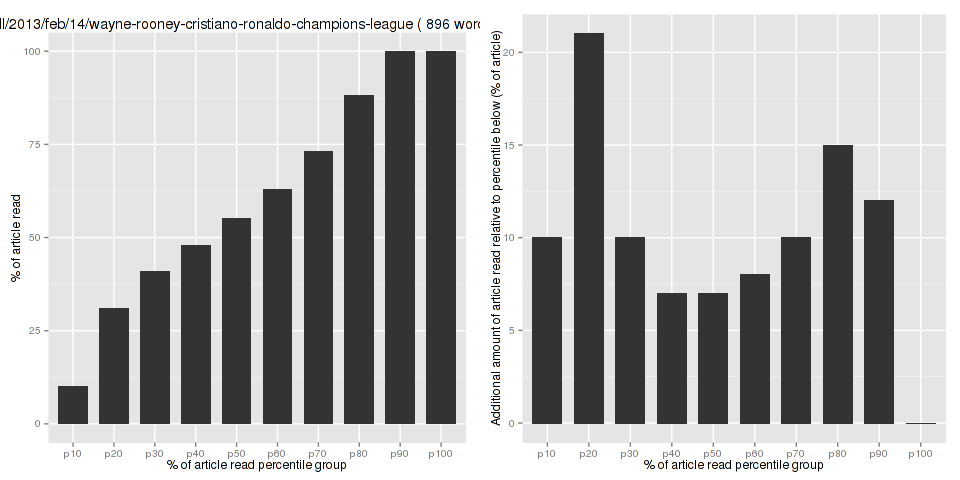 ll/2013/feb/14/wayne-rooney-cristiano-ronaldo-champions-league ( 896 wor
% of article read
100
75
50
25
0
p10 p20 p30 p40 p50 p60 p70 p80 p90 p100
% of article read percentile group
Additional amount of article read relative to percentile below (% of article)
20
15
10
5
0
p10 p20 p30 p40 p50 p60 p70 p80 p90 p100
% of article read percentile group